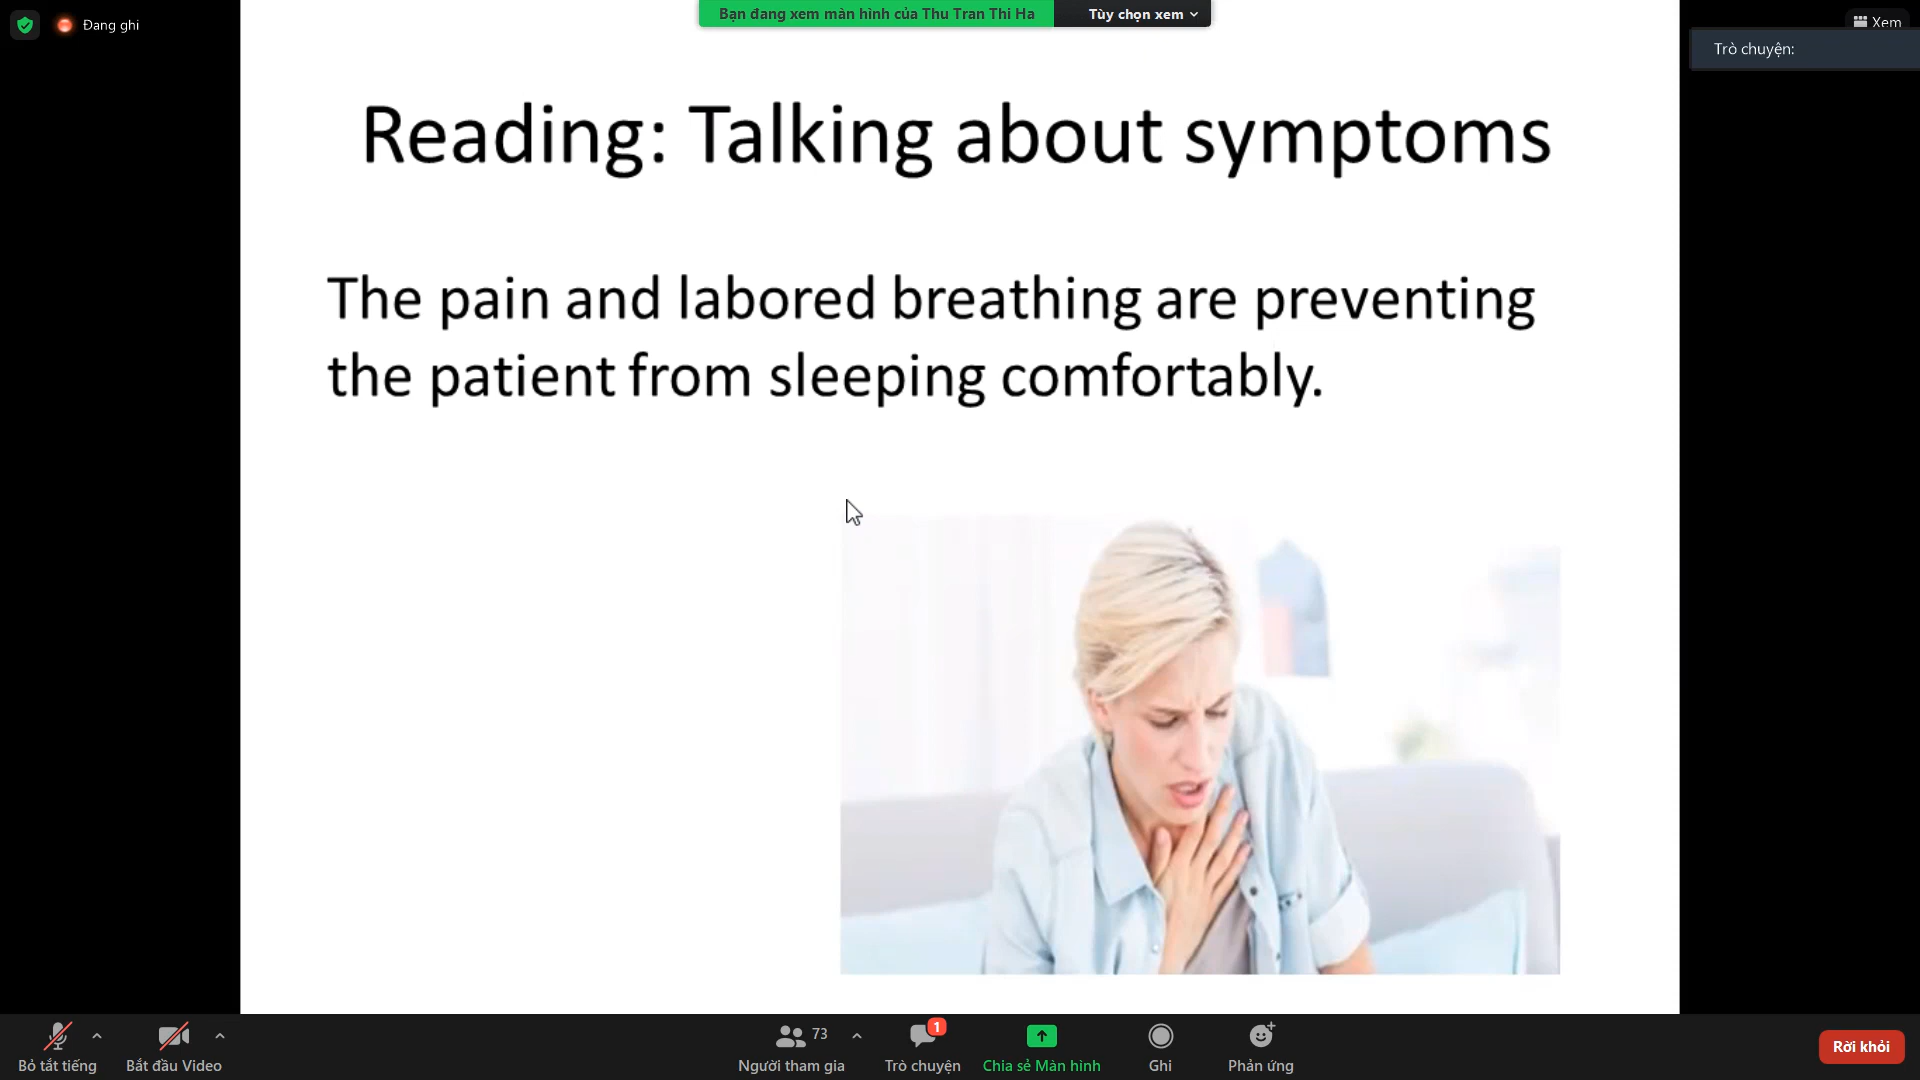 Đang ghi
Bạn đang xem màn hình của Thu Tran Thi Ha
Tùy chọn xem
Xem
Trò chuyện:
Reading: Talking about symptoms
The pain and labored breathing are preventing
the patient from sleeping comfortably.
Bỏ tắt tiếng
Bắt đầu Video
73
Người tham gia
1
Trò chuyện
Chia sẻ Màn hình
Ghi
Phản ứng
Rời khỏi